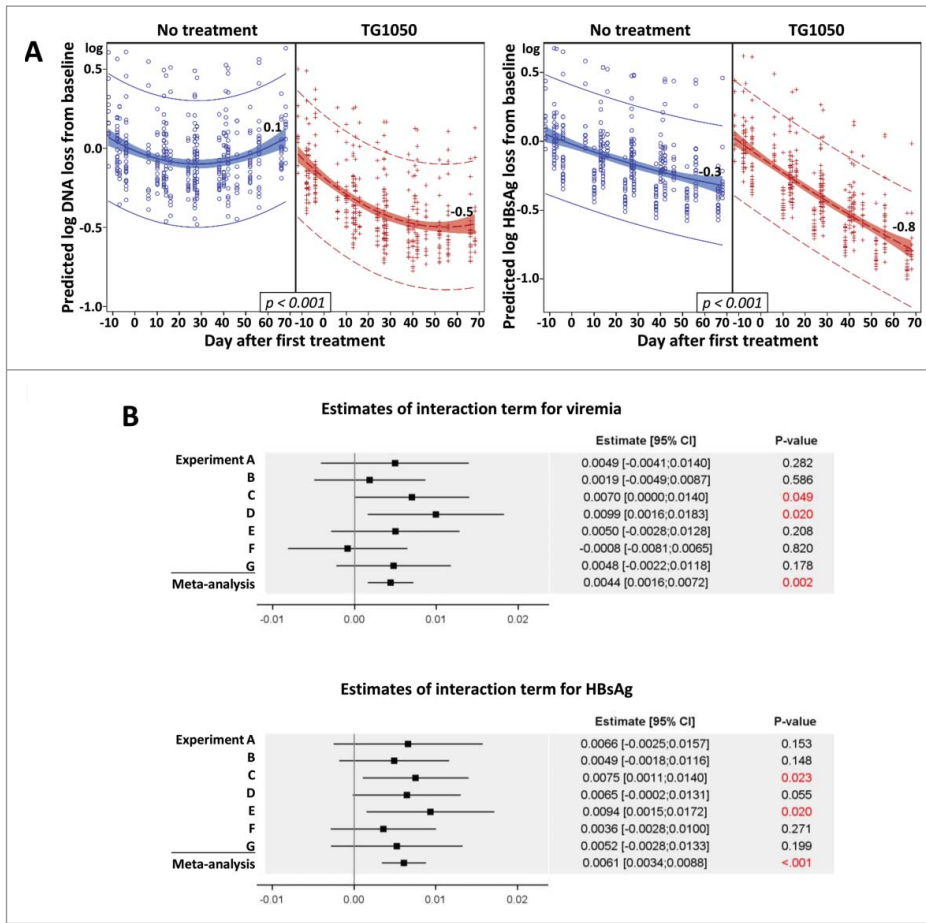 A
No treatment TG1050
log
0.5
0.0
-0.5
-1.0
0.1
-0.5
Predicted log DNA loss from baseline
p < 0.001
-10 0 10 20 30 40 50 60 70 -10 0 10 20 30 40 50 60 70
Day after first treatment
No treatment TG1050
log
0.5
0.0
-0.5
-1.0
-0.3
-0.8
Predicted log HBsAg loss from baseline
p < 0.001
-10 0 10 20 30 40 50 60 70 -10 0 10 20 30 40 50 60 70
Day after first treatment
B
Estimates of interaction term for viremia
Estimate [95% CI] P-value
Experiment A 0.0049 [-0.0041;0.0140] 0.282
B 0.0019 [-0.0049;0.0087] 0.586
C 0.0070 [0.0000;0.0140] 0.049
D 0.0099 [0.0016;0.0183] 0.020
E 0.0050 [-0.0028;0.0128] 0.208
F -0.0008 [-0.0081;0.0065] 0.820
G 0.0048 [-0.0022;0.0118] 0.178
Meta-analysis 0.0044 [0.0016;0.0072] 0.002
-0.01 0.00 0.01 0.02
Estimates of interaction term for HBsAg
Estimate [95% CI] P-value
Experiment A 0.0066 [-0.0025;0.0157] 0.153
B 0.0049 [-0.0018;0.0116] 0.148
C 0.0075 [0.0011;0.0140] 0.023
D 0.0065 [-0.0002;0.0131] 0.055
E 0.0094 [0.0015;0.0172] 0.020
F 0.0036 [-0.0028;0.0100] 0.271
G 0.0052 [-0.0028;0.0133] 0.199
Meta-analysis 0.0061 [0.0034;0.0088] <.001
-0.01 0.00 0.01 0.02